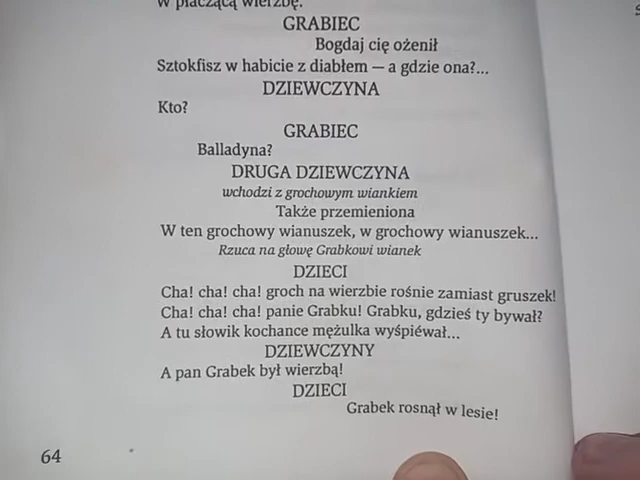 W płaczącą wierzbę.
GRABIEC
Bogdaj cię ożenił
Sztokfisz w habicie z diabłem — a gdzie ona?...
DZIEWCZYNA
Kto?
GRABIEC
Balladyna?
DRUGA DZIEWCZYNA
wchodzi z grochowym wiankiem
Także przemieniona
W ten grochowy wianuszek, w grochowy wianuszek...
Rzuca na głowę Grabkowi wianek
DZIECI
Cha! cha! cha! groch na wierzbie rośnie zamiast gruszek!
Cha! cha! cha! panie Grabku! Grabku, gdzieś ty bywał?
A tu słowik kochance mężulka wyśpiéwał...
DZIEWCZYNY
A pan Grabek był wierzbą!
DZIECI
Grabek rosnął w lesie!
64